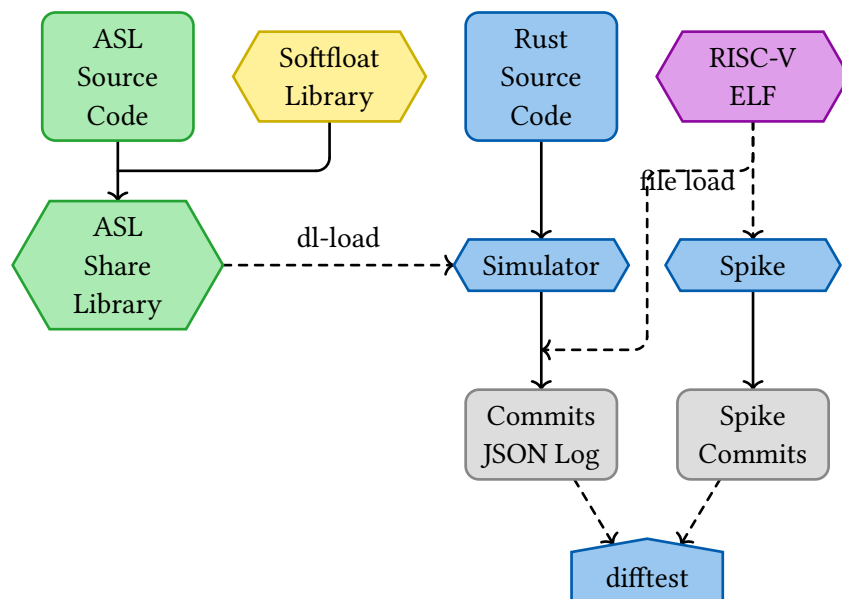 ASL
Source
Code
Softfloat
Library
Rust
Source
Code
RISC-V
ELF
file load
ASL
Share
Library
dl-load
Simulator
Spike
Commits
JSON Log
Spike
Commits
difftest